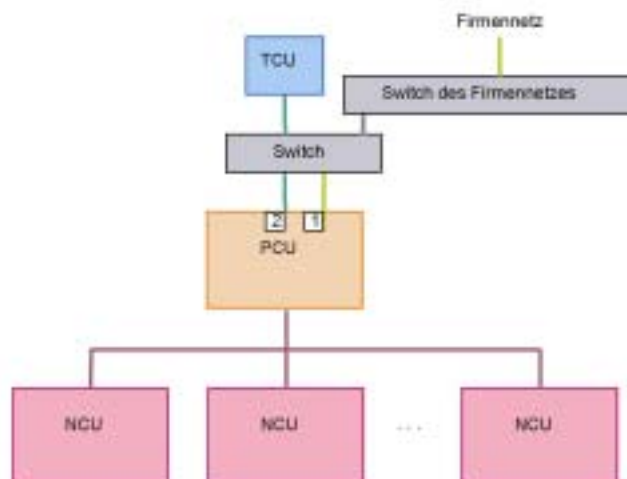 Firmennetz
TCU
Switch des Firmennetzes
Switch
2 1
PCU
NCU NCU ... NCU